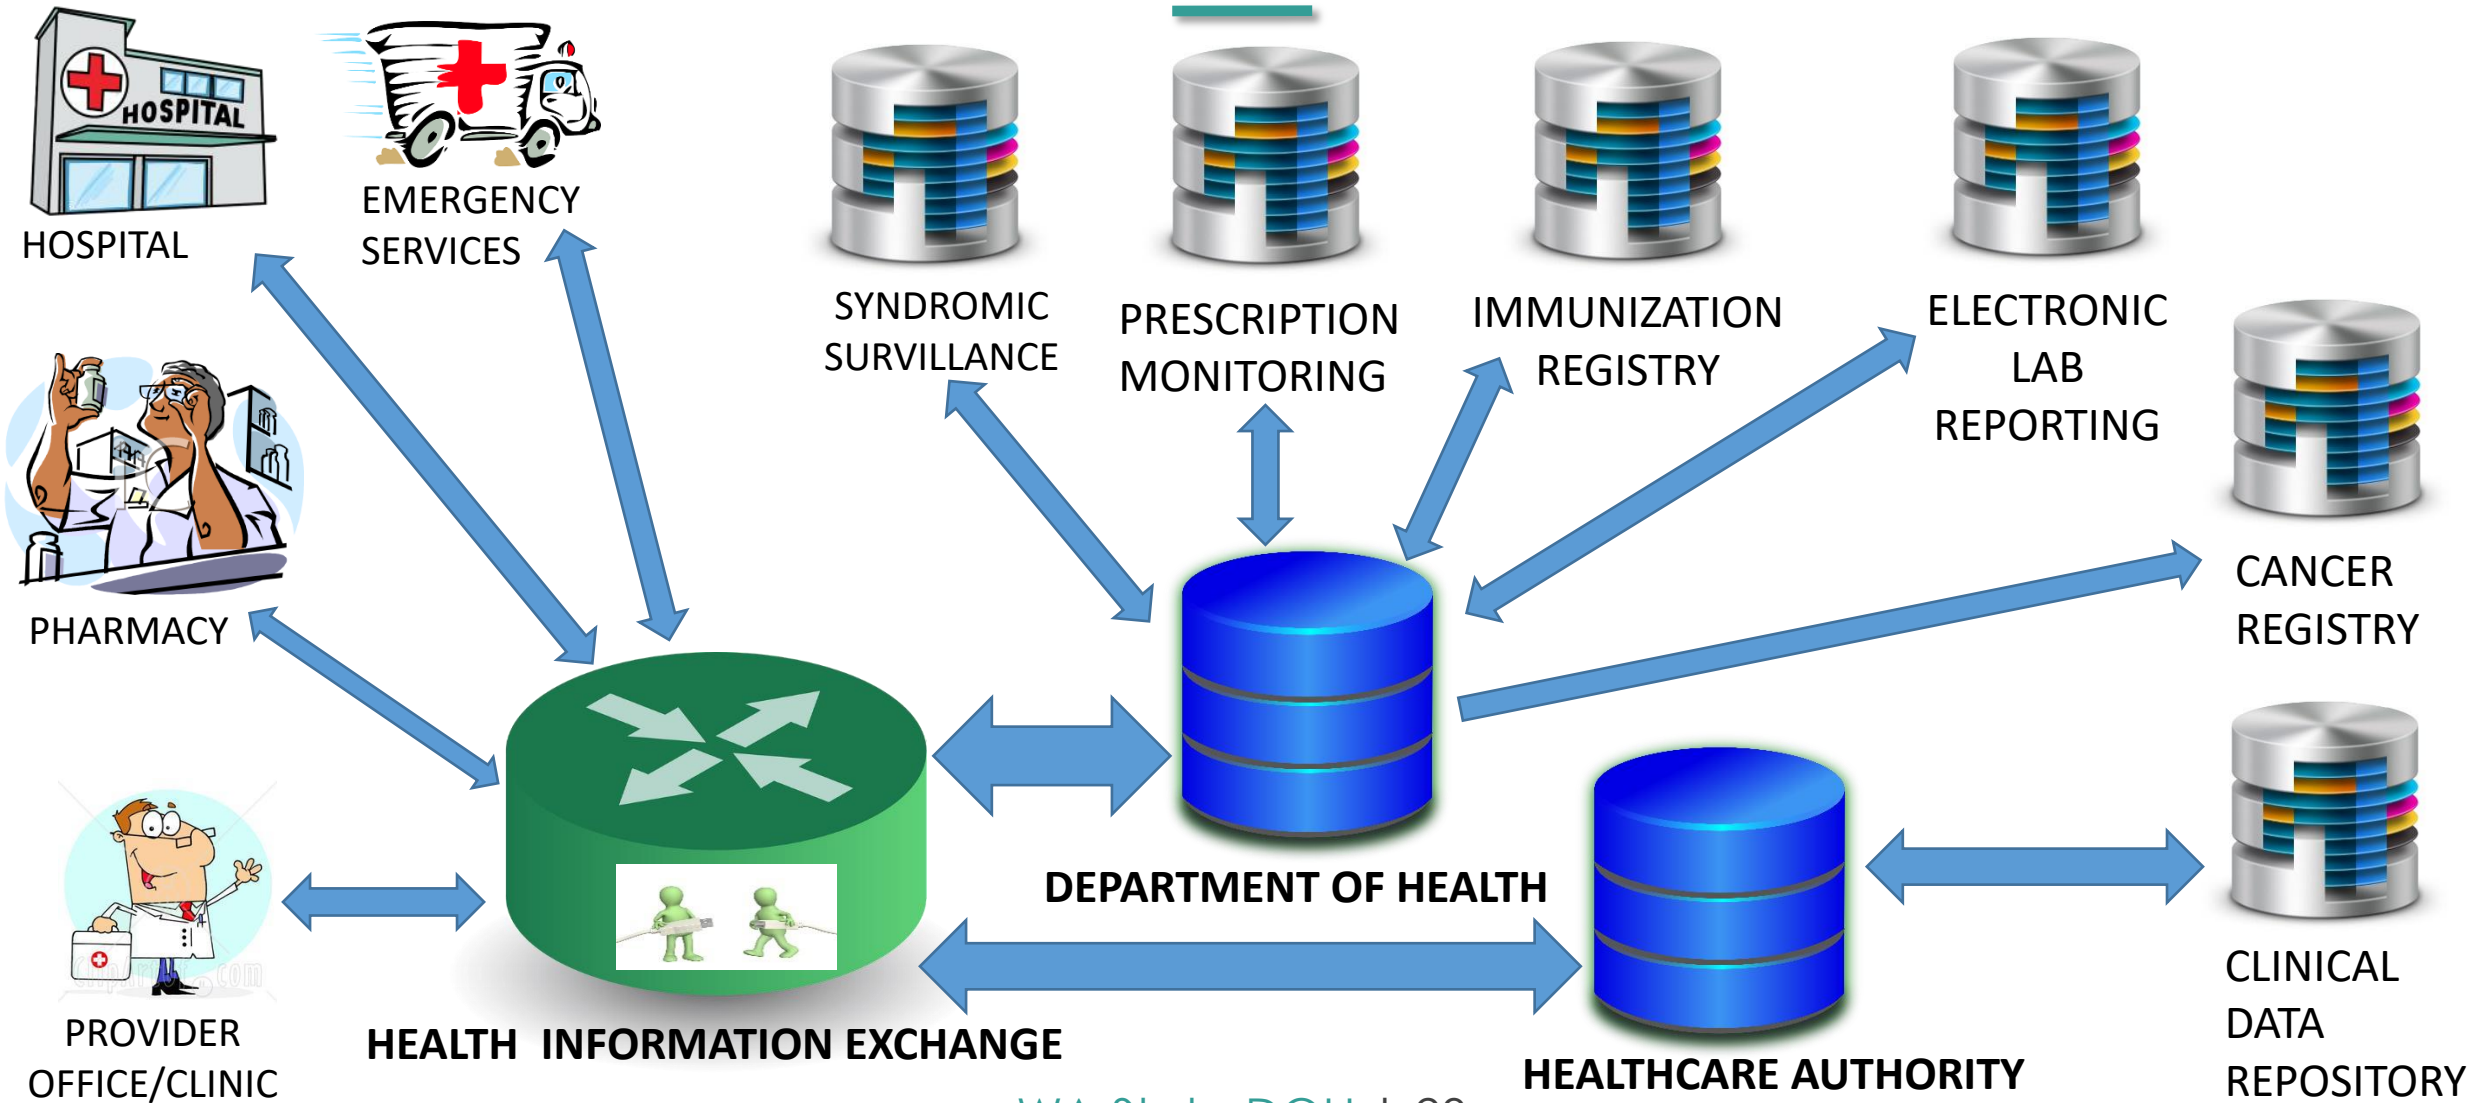 HOSPITAL
HOSPITAL
EMERGENCY
SERVICES
SYNDROMIC
SURVILLANCE
PRESCRIPTION
MONITORING
IMMUNIZATION
REGISTRY
ELECTRONIC
LAB
REPORTING
CANCER
REGISTRY
PHARMACY
PROVIDER
OFFICE/CLINIC
HEALTH INFORMATION EXCHANGE
DEPARTMENT OF HEALTH
HEALTHCARE AUTHORITY
CLINICAL
DATA
REPOSITORY